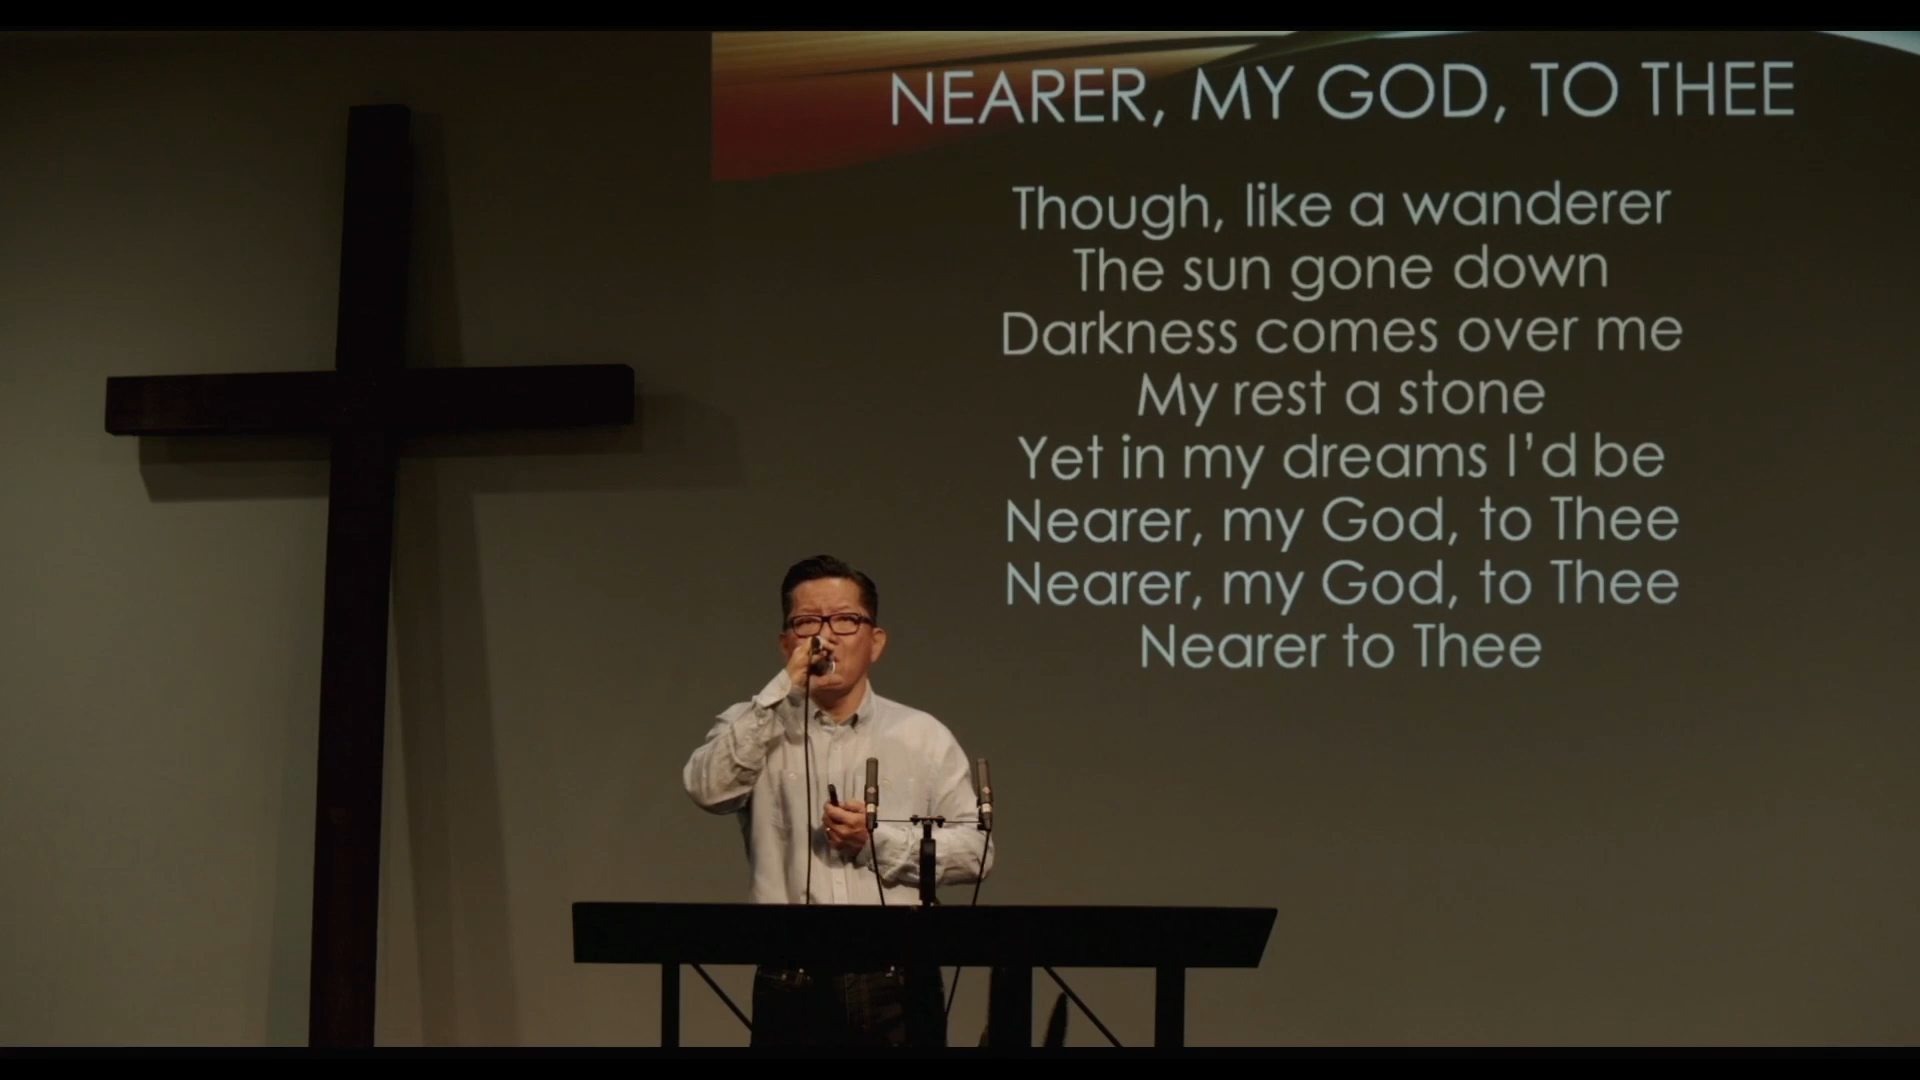 NEARER, MY GOD, TO THEE
Though, like a wanderer
The sun gone down
Darkness comes over me
My rest a stone
Yet in my dreams I'd be
Nearer, my God, to Thee
Nearer, my God, to Thee
Nearer to Thee